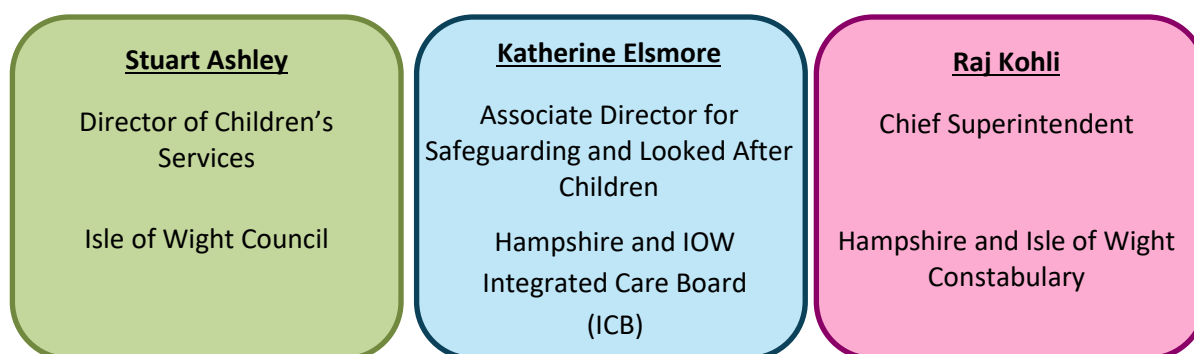 Stuart Ashley
Director of Children’s
Services
Isle of Wight Council
Katherine Elsmore
Associate Director for
Safeguarding and Looked After
Children
Hampshire and IOW
Integrated Care Board
(ICB)
Raj Kohli
Chief Superintendent
Hampshire and Isle of Wight
Constabulary